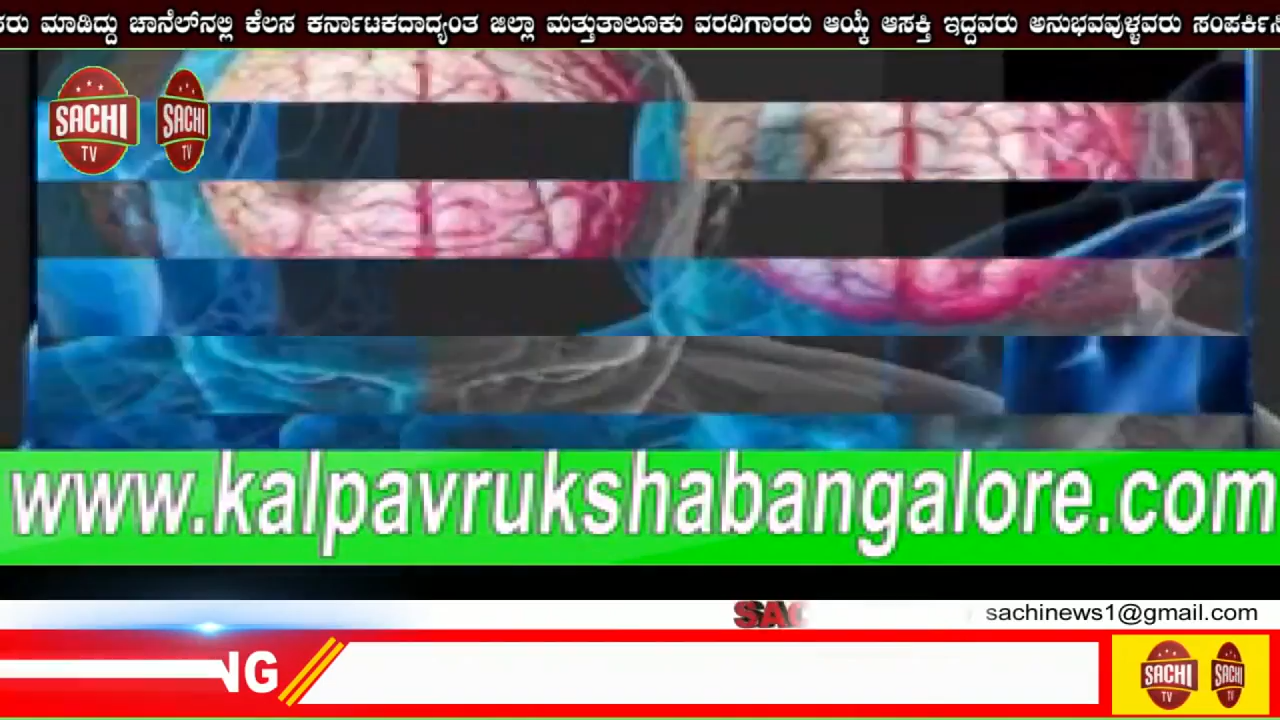 ಮಾಡಿದ್ದು ಚಾನೆಲ್‌ನಲ್ಲಿ ಕೆಲಸ ಕರ್ನಾಟಕದಾದ್ಯಂತ ಜಿಲ್ಲಾ ಮತ್ತುತಾಲೂಕು ವರದಿಗಾರರು ಆಯ್ಕೆ ಆಸಕ್ತಿ ಇದ್ದವರು ಅನುಭವವುಳ್ಳವರು
SACHI TV SACHI TV
www.kalpavrukshabangalore.com
sachinews1@gmail.com
NG
SACHI TV SACHI TV